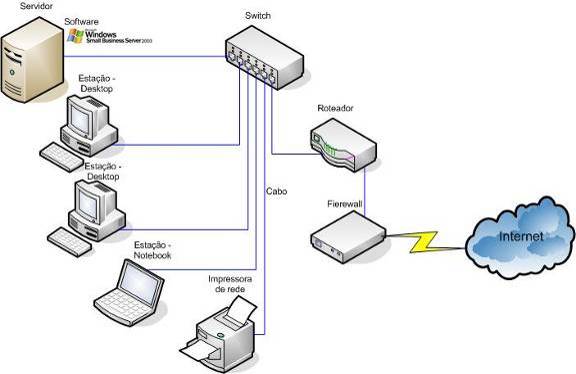 Servidor
Software
Microsoft
Windows
Small Business Server 2003
Switch
Estação -
Desktop
Roteador
Estação -
Desktop
Cabo
Fierewall
Internet
Estação -
Notebook
Impressora
de rede